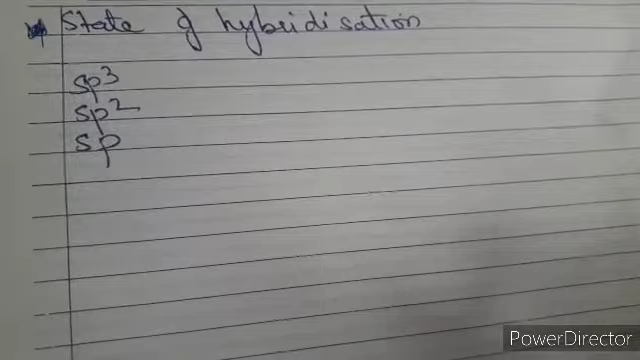 State of hybridisation
sp3
sp2
sp
PowerDirector